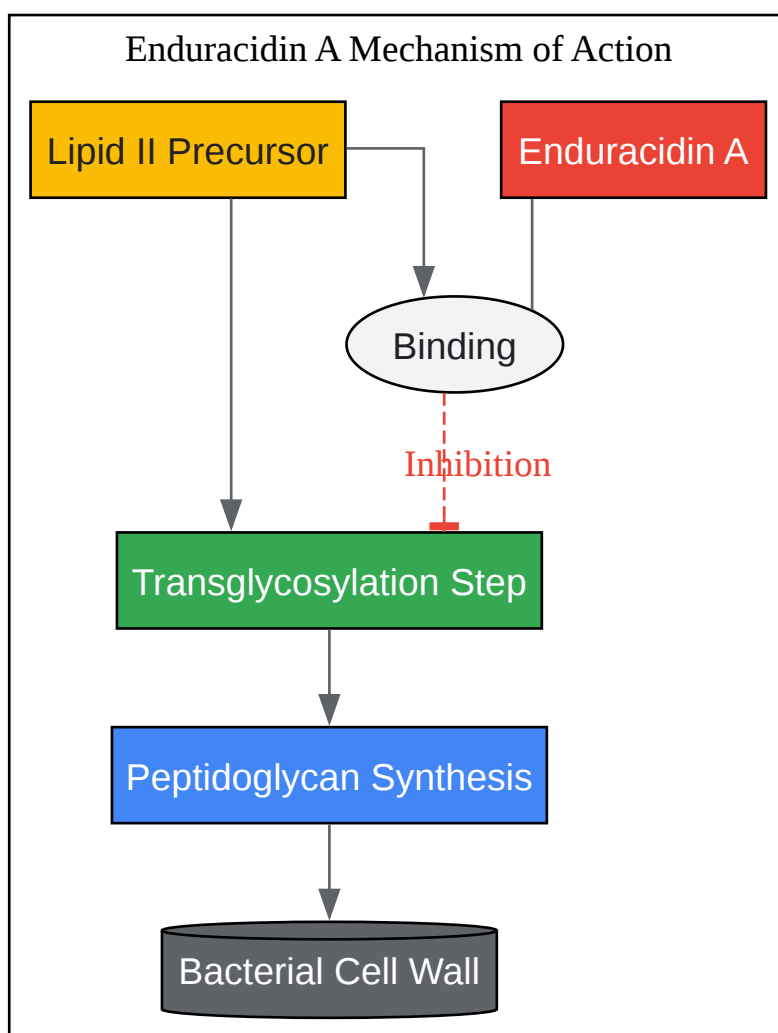 Enduracidin A Mechanism of Action
Lipid II Precursor
Enduracidin A
Binding
Inhibition
Transglycosylation Step
Peptidoglycan Synthesis
Bacterial Cell Wall